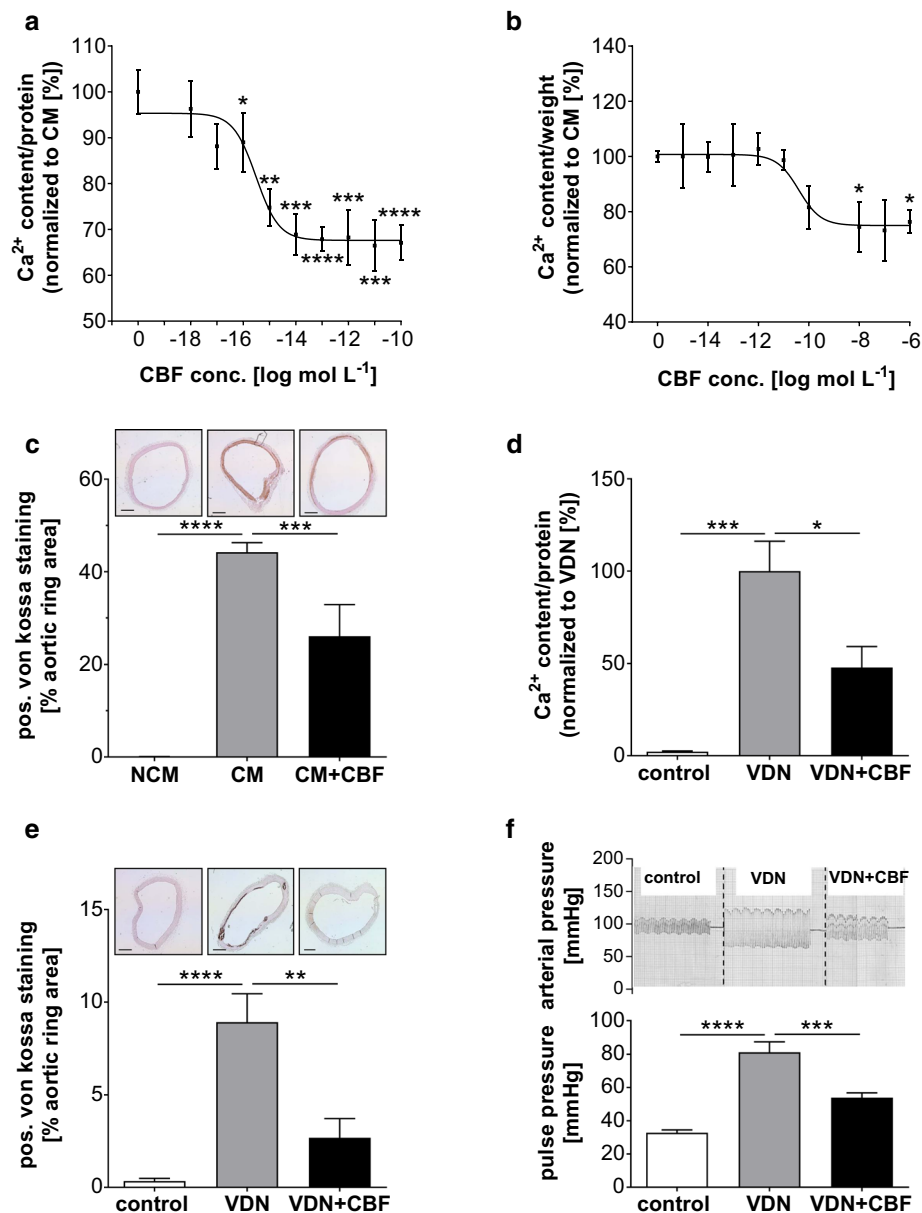 a
110
100
90
80
70
60
50
Ca²⁺ content/protein
(normalized to CM [%])
*
**
***
****
***
***
****
0 -18 -16 -14 -12 -10
CBF conc. [log mol L⁻¹]
b
140
120
100
80
60
40
Ca²⁺ content/weight
(normalized to CM [%])
*
*
0 -14 -12 -10 -8 -6
CBF conc. [log mol L⁻¹]
c
60
40
20
0
pos. von kossa staining
[% aortic ring area]
**** ***
NCM CM CM+CBF
d
150
100
50
0
Ca²⁺ content/protein
(normalized to VDN [%])
*** *
control VDN VDN+CBF
e
15
10
5
0
pos. von kossa staining
[% aortic ring area]
**** **
control VDN VDN+CBF
f
200
150
100
50
0
arterial pressure
[mmHg]
control VDN VDN+CBF
80
60
40
20
0
pulse pressure
[mmHg]
**** ***
control VDN VDN+CBF